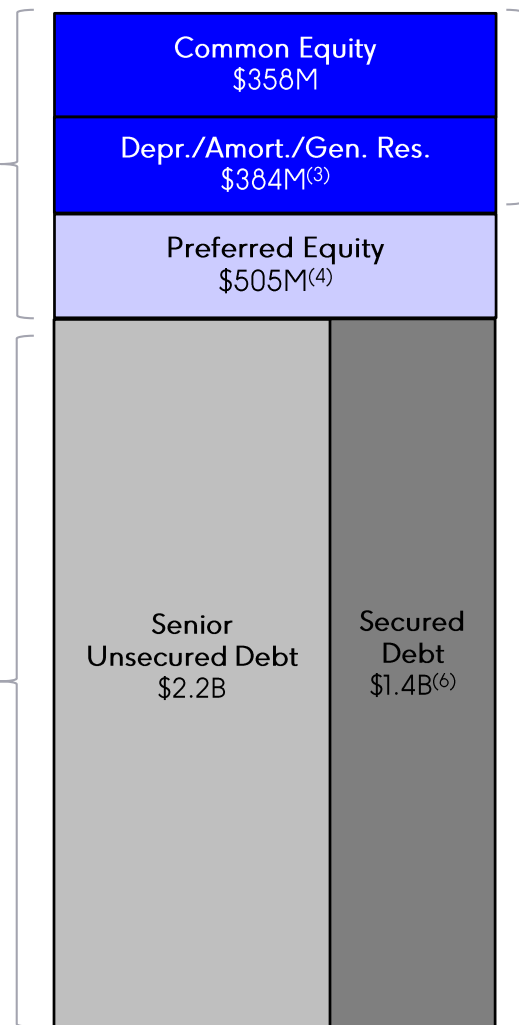 Common Equity
$358M
Depr./Amort./Gen. Res.
$384M(3)
Preferred Equity
$505M(4)
Senior
Unsecured Debt
$2.2B
Secured
Debt
$1.4B(6)